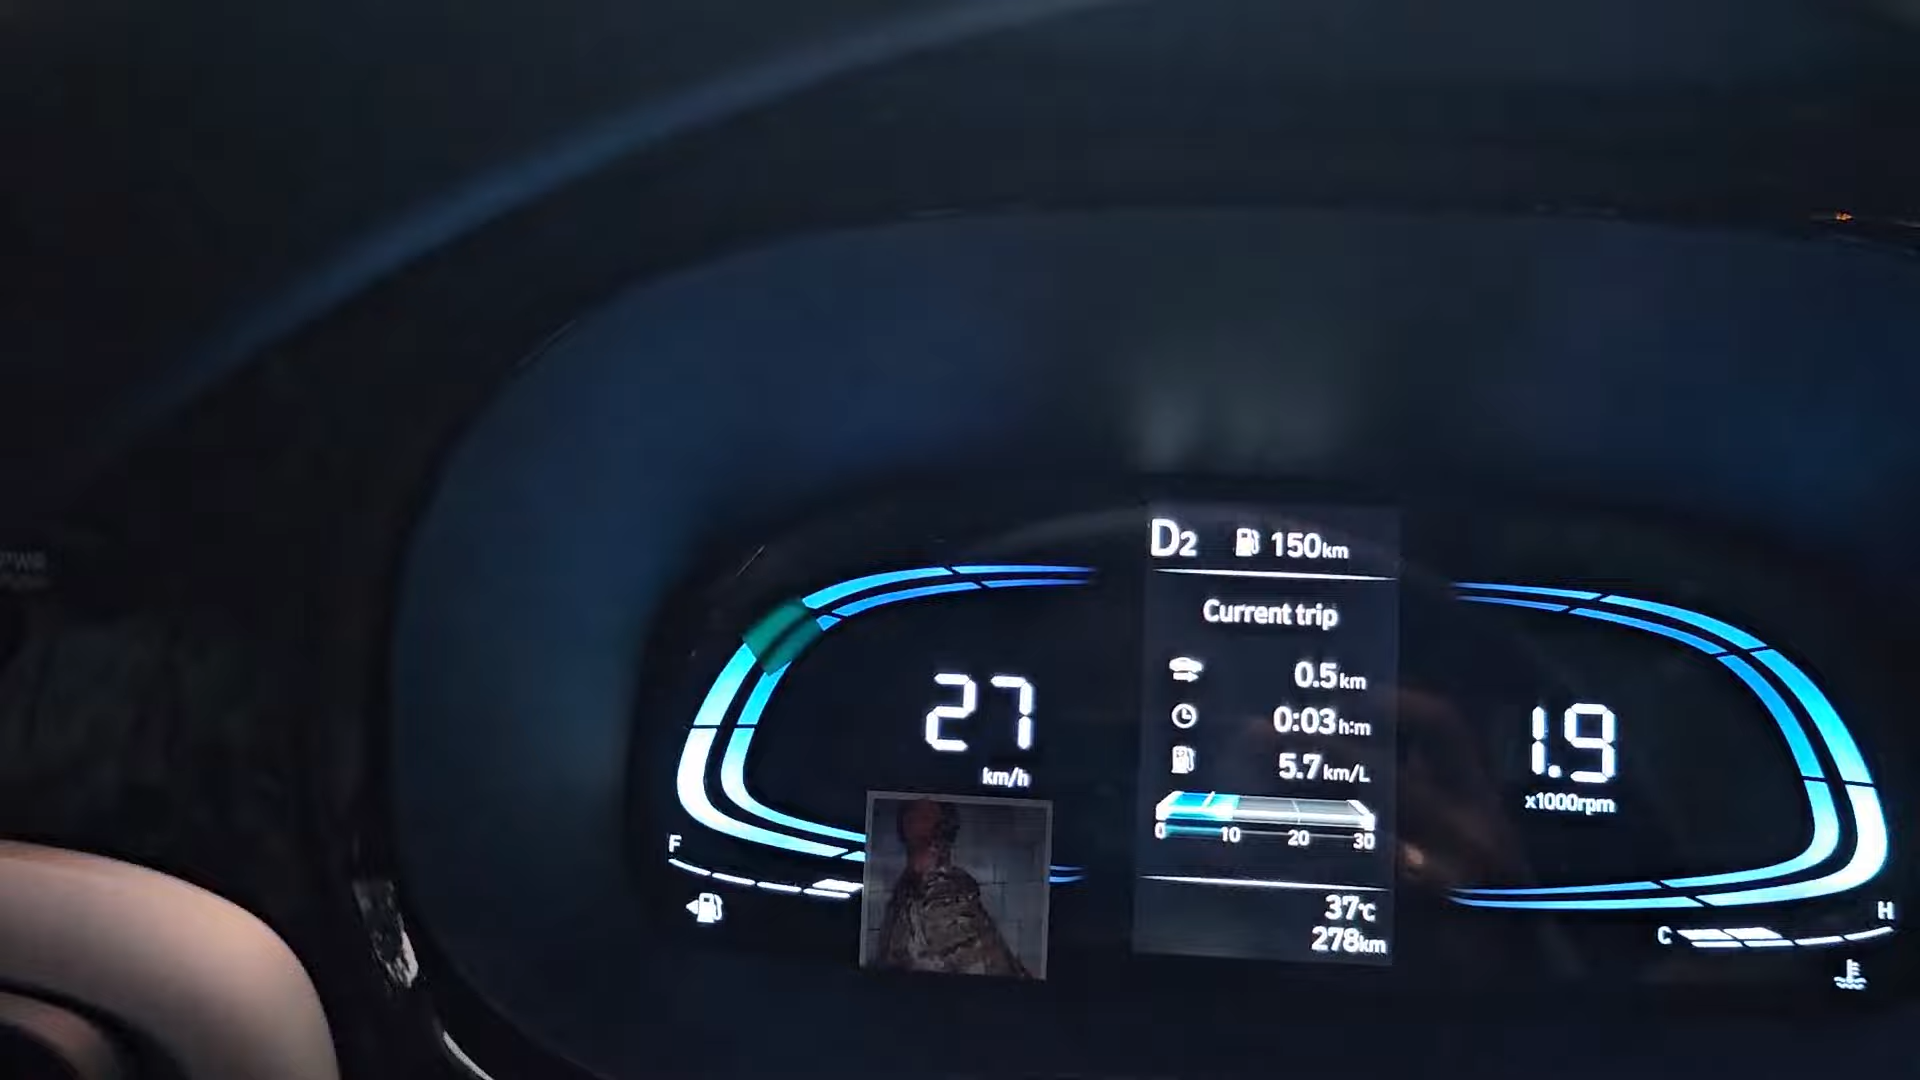 D2 150km
Current trip
0.5km
0:03h:m
5.7km/L
0 10 20 30
37°C
278km
27
km/h
F
1.9
x1000rpm
C H